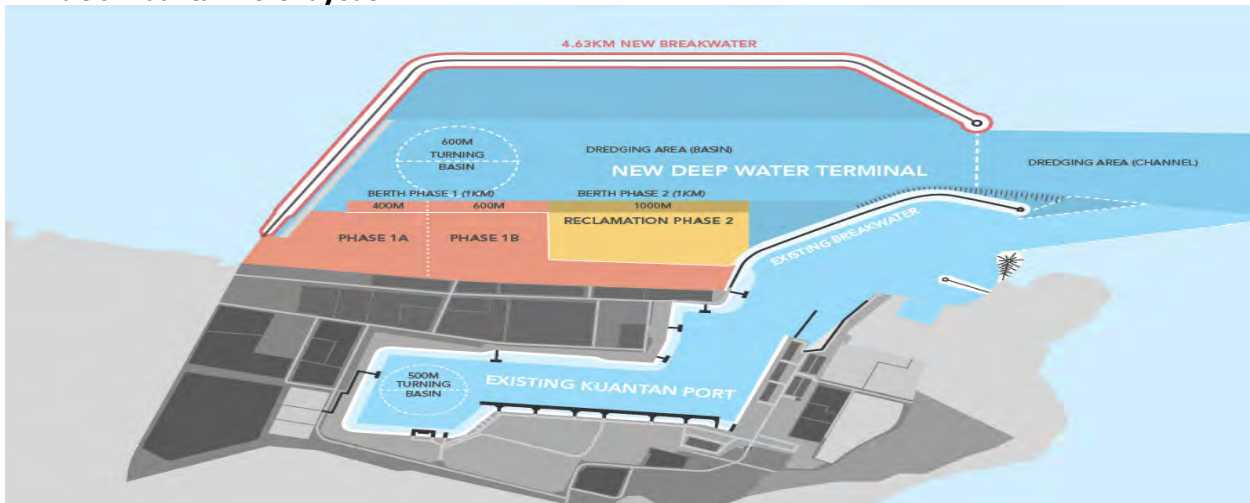 4.63KM NEW BREAKWATER
600M
TURNING
BASIN
DREDGING AREA (BASIN)
NEW DEEP WATER TERMINAL
DREDGING AREA (CHANNEL)
BERTH PHASE 1 (1KM)
BERTH PHASE 2 (1KM)
400M
600M
1000M
RECLAMATION PHASE 2
PHASE 1A
PHASE 1B
EXISTING BREAKWATER
500M
TURNING
BASIN
EXISTING KUANTAN PORT